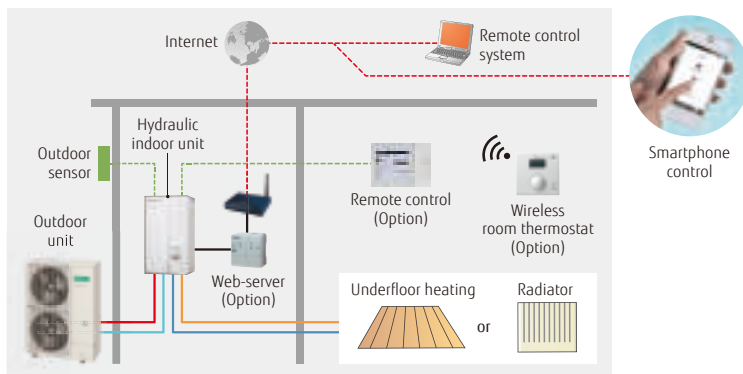 Internet
Remote control
system
Hydraulic
indoor unit
Outdoor
sensor
Smartphone
control
Remote control
(Option)
Wireless
room thermostat
(Option)
Outdoor
unit
Web-server
(Option)
Underfloor heating
or
Radiator